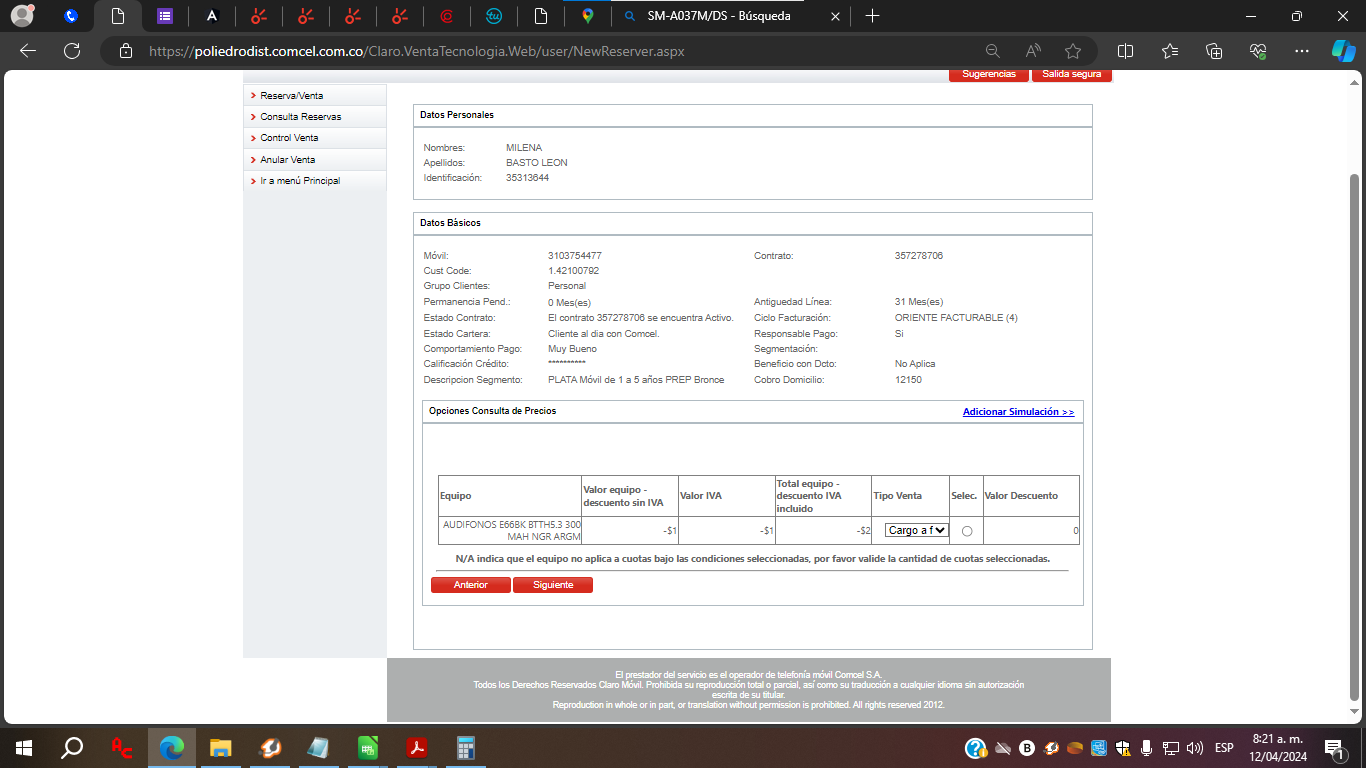 SM-A037M/DS - Búsqueda
https://poliedrodist.comcel.com.co/Claro.VentaTecnologia.Web/user/NewReserver.aspx
Sugerencias Salida segura
Reserva/Venta
Consulta Reservas
Control Venta
Anular Venta
Ir a menú Principal
Datos Personales
Nombres: MILENA
Apellidos: BASTO LEON
Identificación: 35313644
Datos Básicos
Móvil: 3103754477 Contrato: 357278706
Cust Code: 1.42100792
Grupo Clientes: Personal
Permanencia Pend.: 0 Mes(es) Antiguedad Línea: 31 Mes(es)
Estado Contrato: El contrato 357278706 se encuentra Activo. Ciclo Facturación: ORIENTE FACTURABLE (4)
Estado Cartera: Cliente al dia con Comcel. Responsable Pago: Si
Comportamiento Pago: Muy Bueno Segmentación:
Calificación Crédito: ********** Beneficio con Dcto: No Aplica
Descripcion Segmento: PLATA Móvil de 1 a 5 años PREP Bronce Cobro Domicilio: 12150
Opciones Consulta de Precios Adicionar Simulación >>
Equipo Valor equipo - descuento sin IVA Valor IVA Total equipo - descuento IVA incluido Tipo Venta Selec. Valor Descuento
AUDIFONOS E66BK BTTH5.3 300 MAH NGR ARGM -$1 -$1 -$2 Cargo a f 0
N/A indica que el equipo no aplica a cuotas bajo las condiciones seleccionadas, por favor valide la cantidad de cuotas seleccionadas.
Anterior Siguiente
El prestador del servicio es el operador de telefonía móvil Comcel S.A.
Todos los Derechos Reservados Claro Móvil. Prohibida su reproducción total o parcial, así como su traducción a cualquier idioma sin autorización
escrita de su titular.
Reproduction in whole or in part, or translation without permission is prohibited. All rights reserved 2012.
ESP
8:21 a. m.
12/04/2024
1